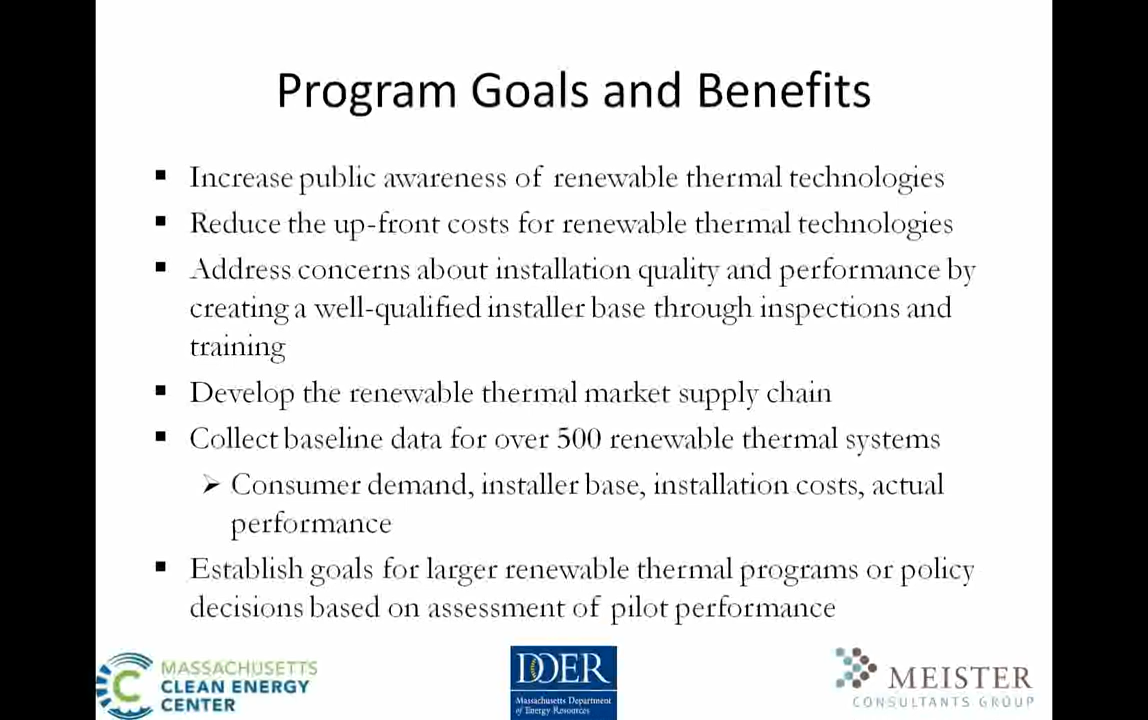 Program Goals and Benefits
▪ Increase public awareness of renewable thermal technologies
▪ Reduce the up-front costs for renewable thermal technologies
▪ Address concerns about installation quality and performance by
creating a well-qualified installer base through inspections and
training
▪ Develop the renewable thermal market supply chain
▪ Collect baseline data for over 500 renewable thermal systems
➢ Consumer demand, installer base, installation costs, actual
performance
▪ Establish goals for larger renewable thermal programs or policy
decisions based on assessment of pilot performance
MASSACHUSETTS
CLEAN ENERGY
CENTER
DOER
Massachusetts Department
of Energy Resources
MEISTER
CONSULTANTS GROUP